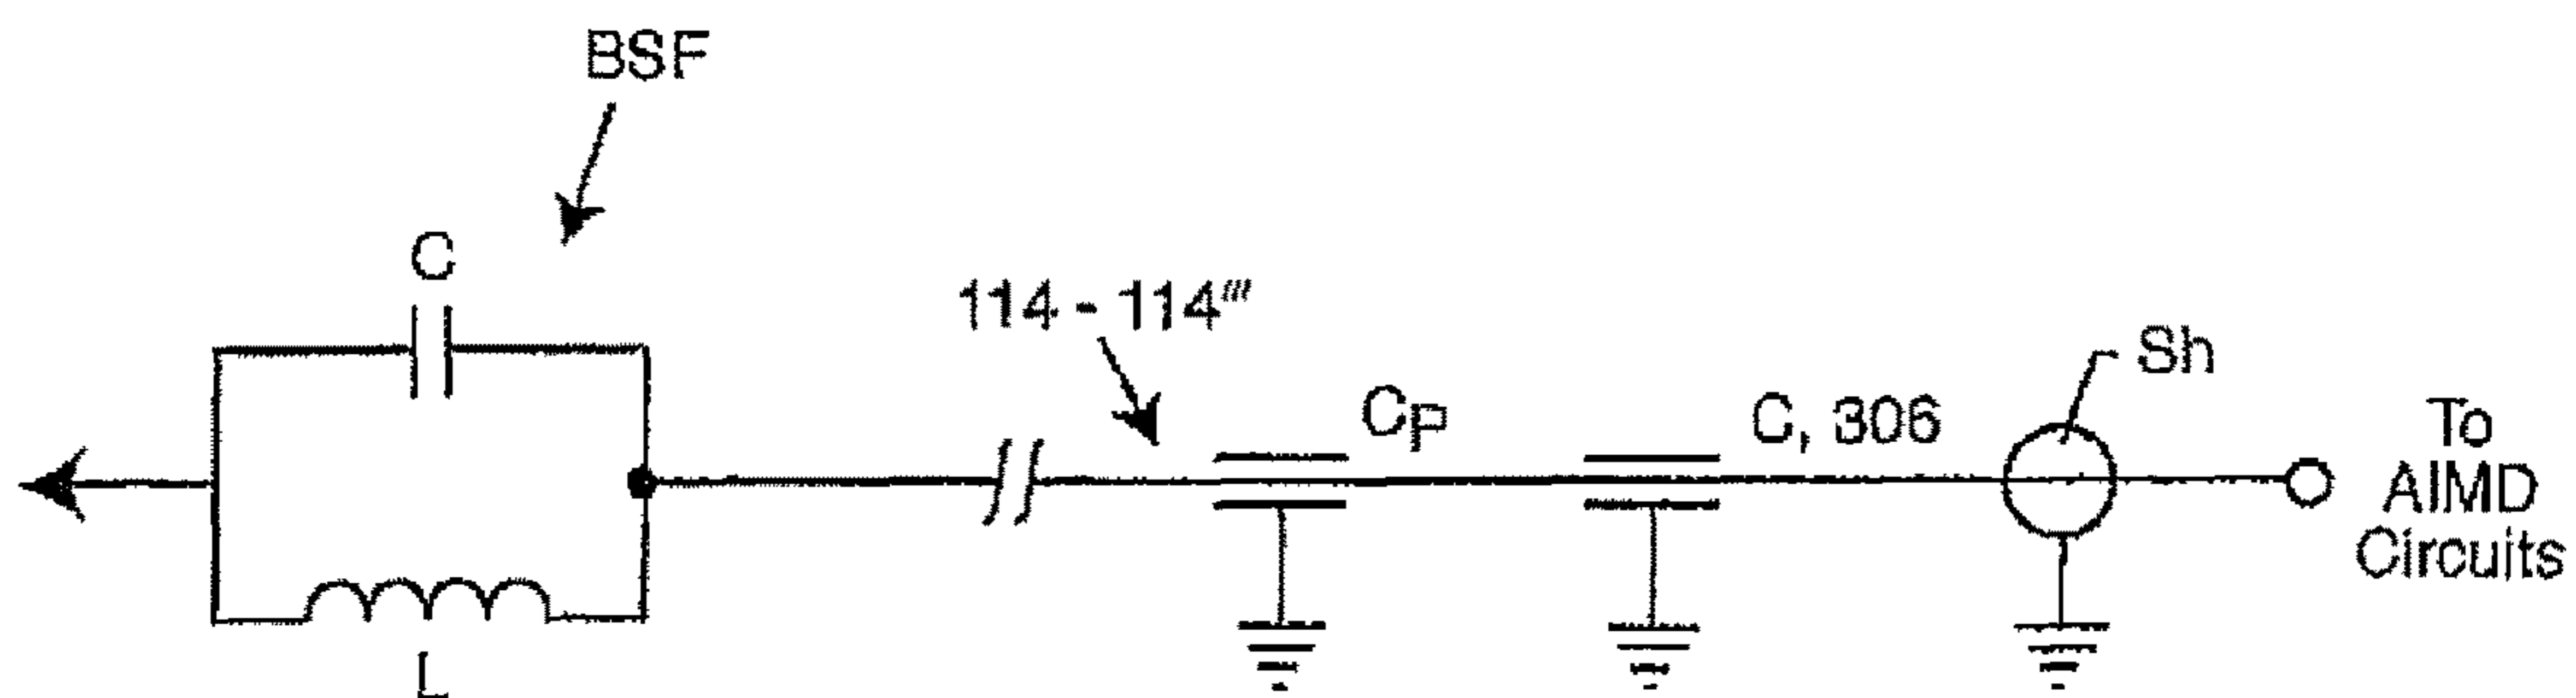 BSF
C
114 - 114'''
Sh
CP
C, 306
To
AIMD
Circuits
L